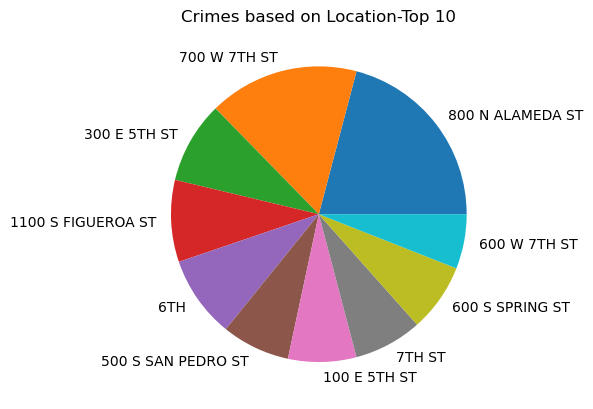 Crimes based on Location-Top 10
700 W 7TH ST
800 N ALAMEDA ST
300 E 5TH ST
1100 S FIGUEROA ST
600 W 7TH ST
6TH
600 S SPRING ST
500 S SAN PEDRO ST
7TH ST
100 E 5TH ST